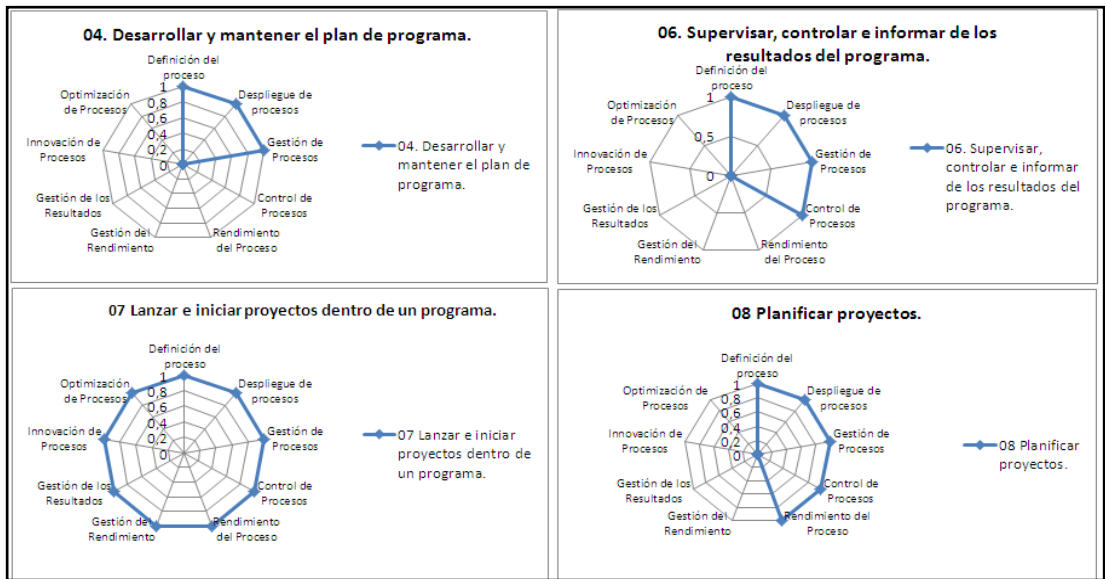 04. Desarrollar y mantener el plan de programa.
Definición del
proceso
Despliegue de
procesos
Gestión de
Procesos
Control de
Procesos
Rendimiento
del Proceso
Gestión del
Rendimiento
Gestión de los
Resultados
Innovación de
Procesos
Optimización
de Procesos
1
0,8
0,6
0,4
0,2
0
04. Desarrollar y
mantener el plan de
programa.
06. Supervisar, controlar e informar de los
resultados del programa.
Definición del
proceso
Despliegue de
procesos
Gestión de
Procesos
Control de
Procesos
Rendimiento
del Proceso
Gestión del
Rendimiento
Gestión de los
Resultados
Innovación de
Procesos
Optimización
de Procesos
1
0,5
0
06. Supervisar,
controlar e informar
de los resultados del
programa.
07 Lanzar e iniciar proyectos dentro de un programa.
Definición del
proceso
Despliegue de
procesos
Gestión de
Procesos
Control de
Procesos
Rendimiento
del Proceso
Gestión del
Rendimiento
Gestión de los
Resultados
Innovación de
Procesos
Optimización
de Procesos
1
0,8
0,6
0,4
0,2
0
07 Lanzar e iniciar
proyectos dentro de
un programa.
08 Planificar proyectos.
Definición del
proceso
Despliegue de
procesos
Gestión de
Procesos
Control de
Procesos
Rendimiento
del Proceso
Gestión del
Rendimiento
Gestión de los
Resultados
Innovación de
Procesos
Optimización de
Procesos
1
0,8
0,6
0,4
0,2
0
08 Planificar
proyectos.